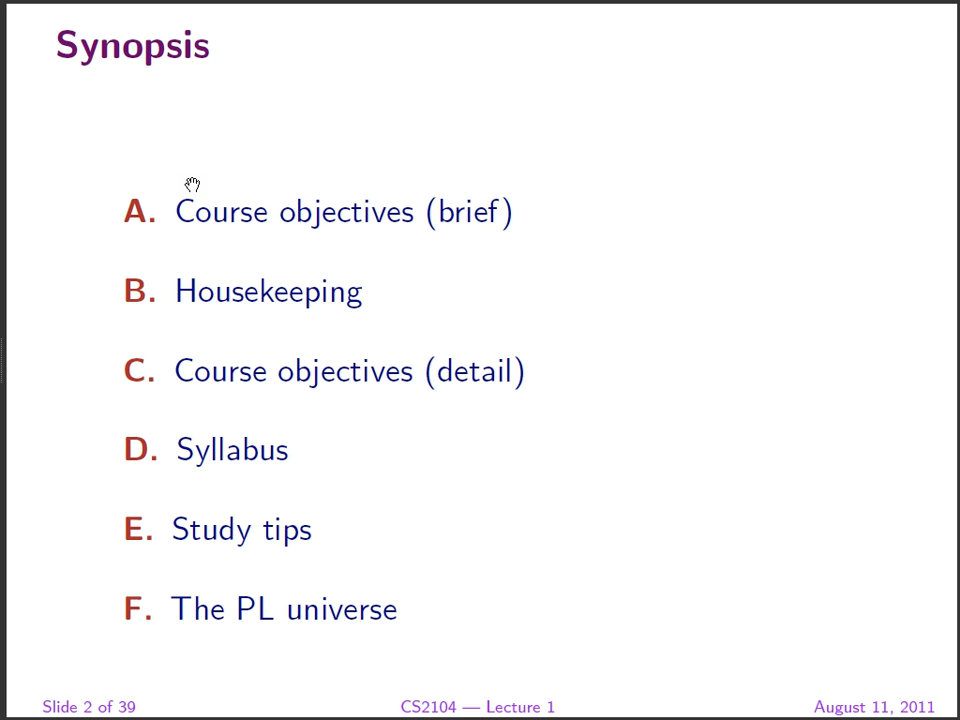 Synopsis
A. Course objectives (brief)
B. Housekeeping
C. Course objectives (detail)
D. Syllabus
E. Study tips
F. The PL universe
Slide 2 of 39 CS2104 — Lecture 1 August 11, 2011